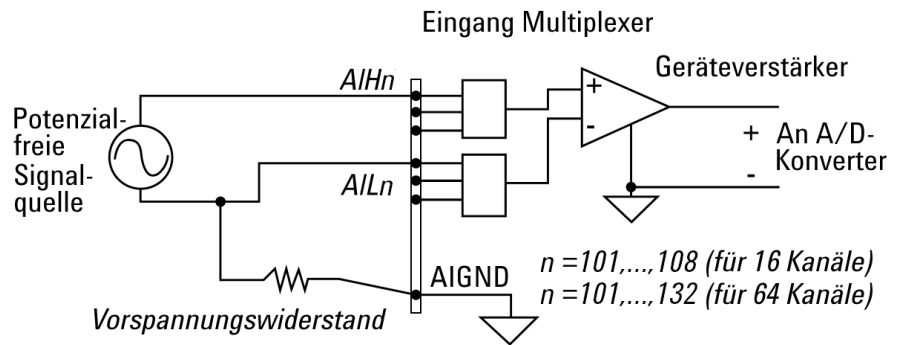 Eingang Multiplexer
AIHn
Geräteverstärker
Potenzial-
freie
Signal-
quelle
+
-
+
An A/D-
Konverter
-
AILn
AIGND
n =101,...,108 (für 16 Kanäle)
n =101,...,132 (für 64 Kanäle)
Vorspannungswiderstand